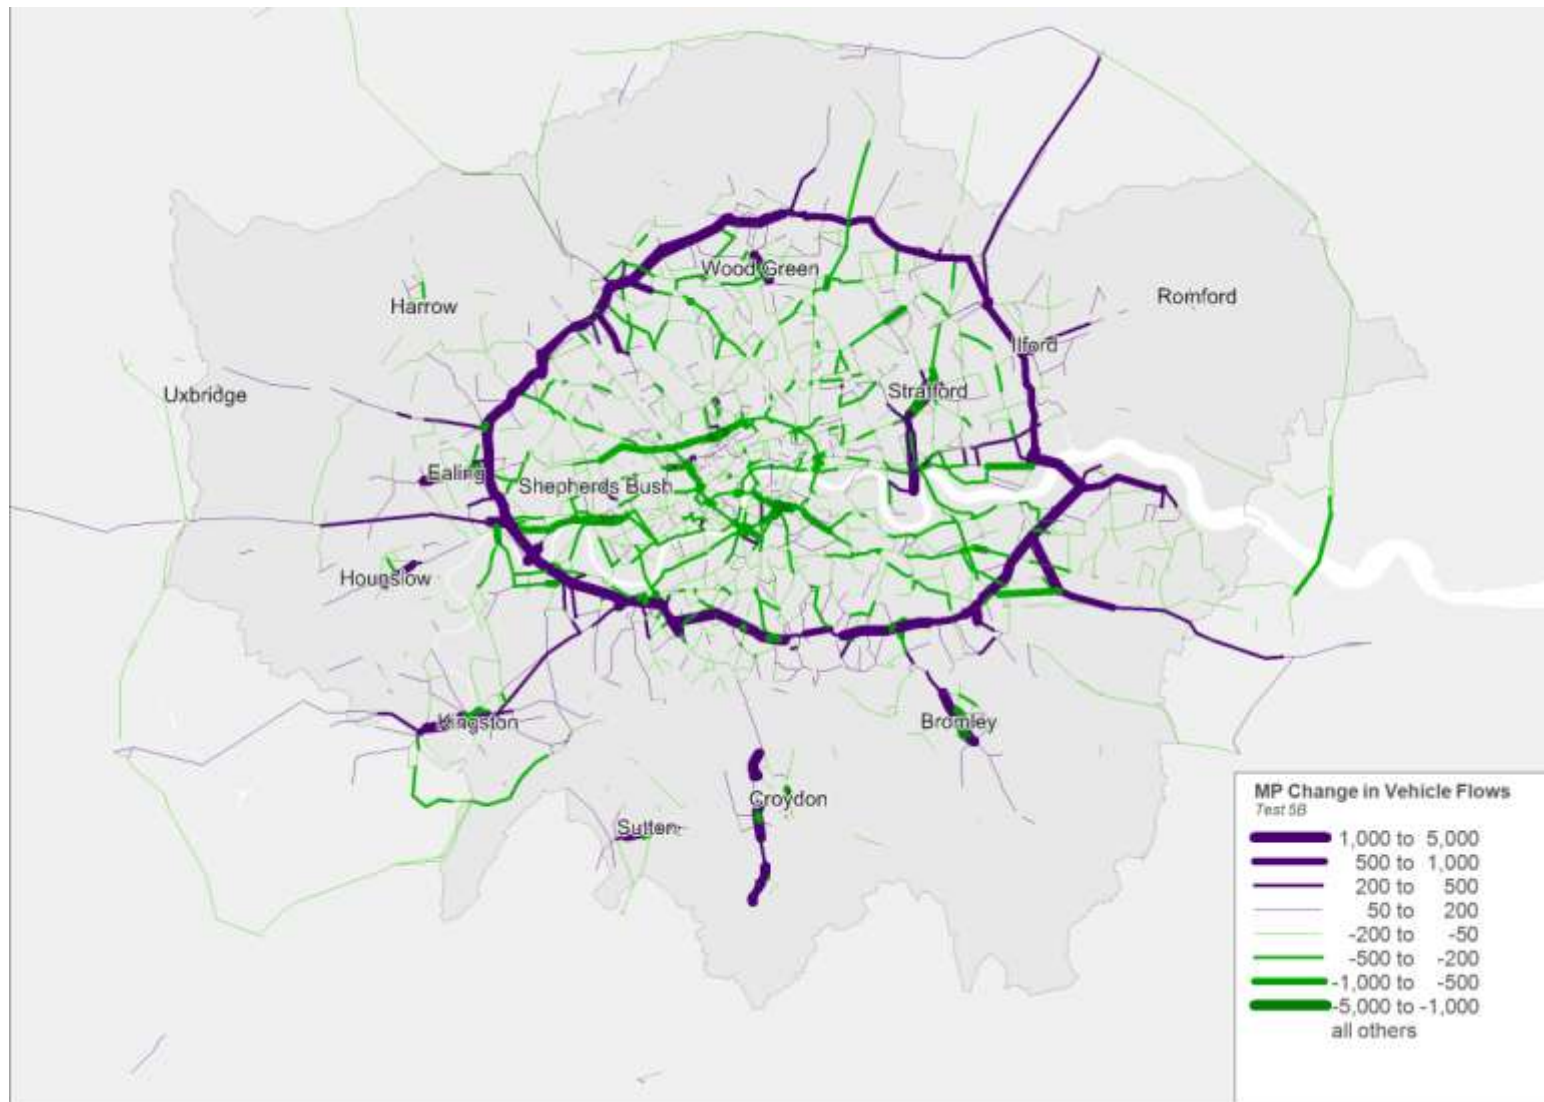 Wood Green
Harrow
Romford
Ilford
Uxbridge
Stratford
Ealing
Shepherds Bush
Hounslow
Kingston
Bromley
Croydon
Sutton
MP Change in Vehicle Flows
Test 5B
1,000 to 5,000
500 to 1,000
200 to 500
50 to 200
-200 to -50
-500 to -200
-1,000 to -500
-5,000 to -1,000
all others